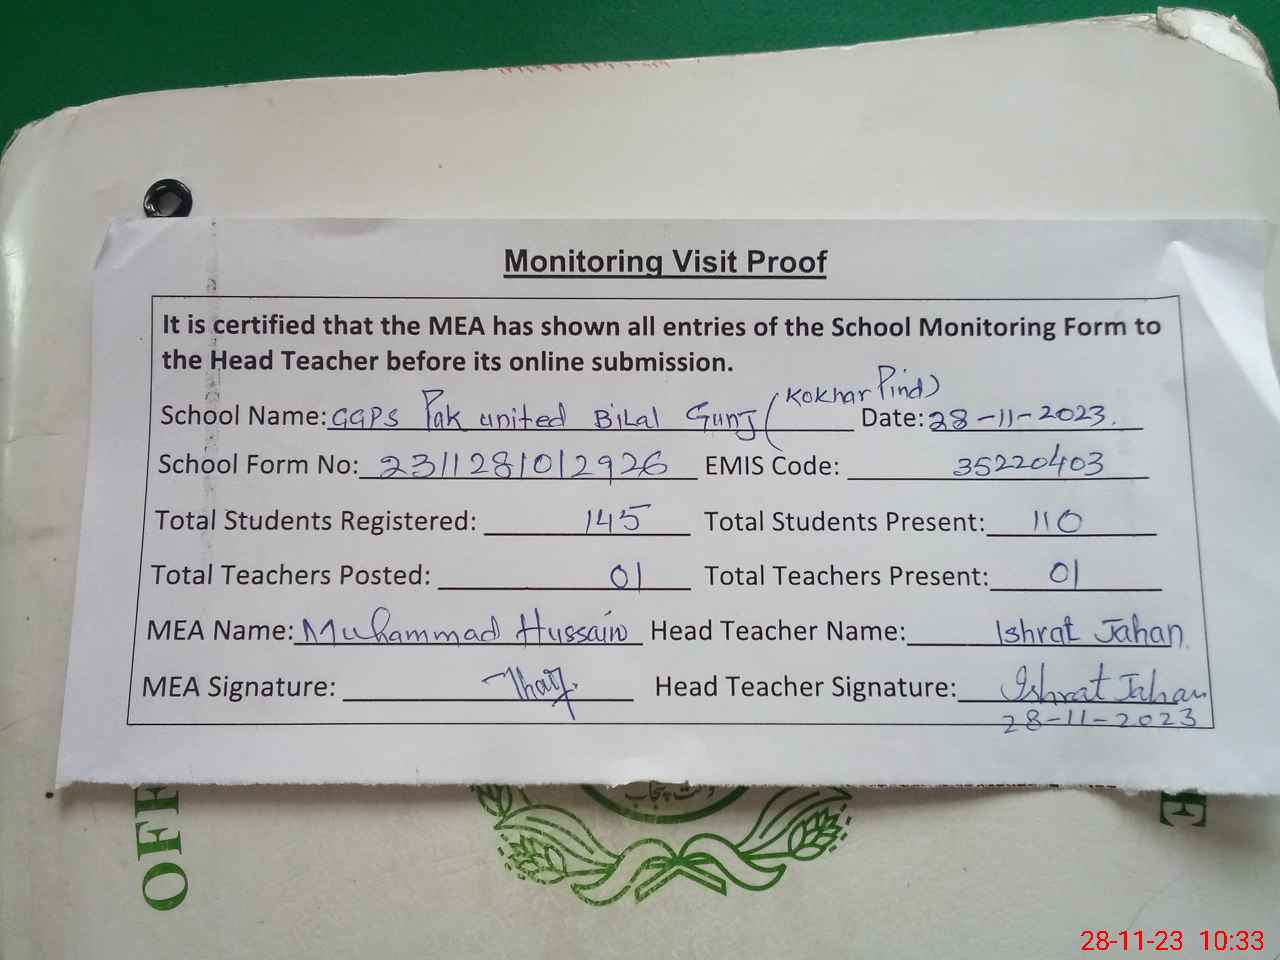 Monitoring Visit Proof
It is certified that the MEA has shown all entries of the School Monitoring Form to
the Head Teacher before its online submission.
School Name: GGPS Pak united Bilal Gunj (Kokhar Pind) Date: 28-11-2023.
School Form No: 2311281012926 EMIS Code: 35220403
Total Students Registered: 145 Total Students Present: 110
Total Teachers Posted: 01 Total Teachers Present: 01
MEA Name: Muhammad Hussain Head Teacher Name: Ishrat Jahan
MEA Signature: Head Teacher Signature: Ishrat Jahan
28-11-2023
OFF
E
28-11-23 10:33